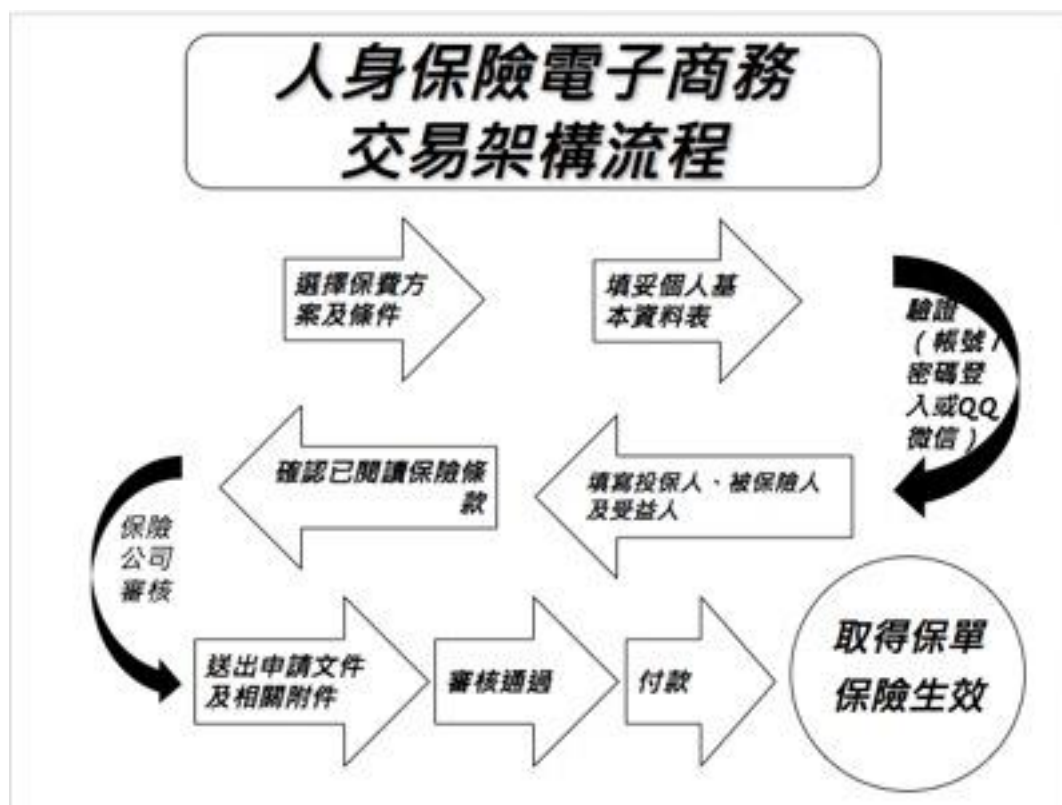 人身保險電子商務
交易架構流程
選擇保費方
案及條件
填妥個人基
本資料表
驗證
（帳號/
密碼登
入或QQ
微信）
填寫投保人、被保險人
及受益人
確認已閱讀保險條
款
保險
公司
審核
送出申請文件
及相關附件
審核通過
付款
取得保單
保險生效